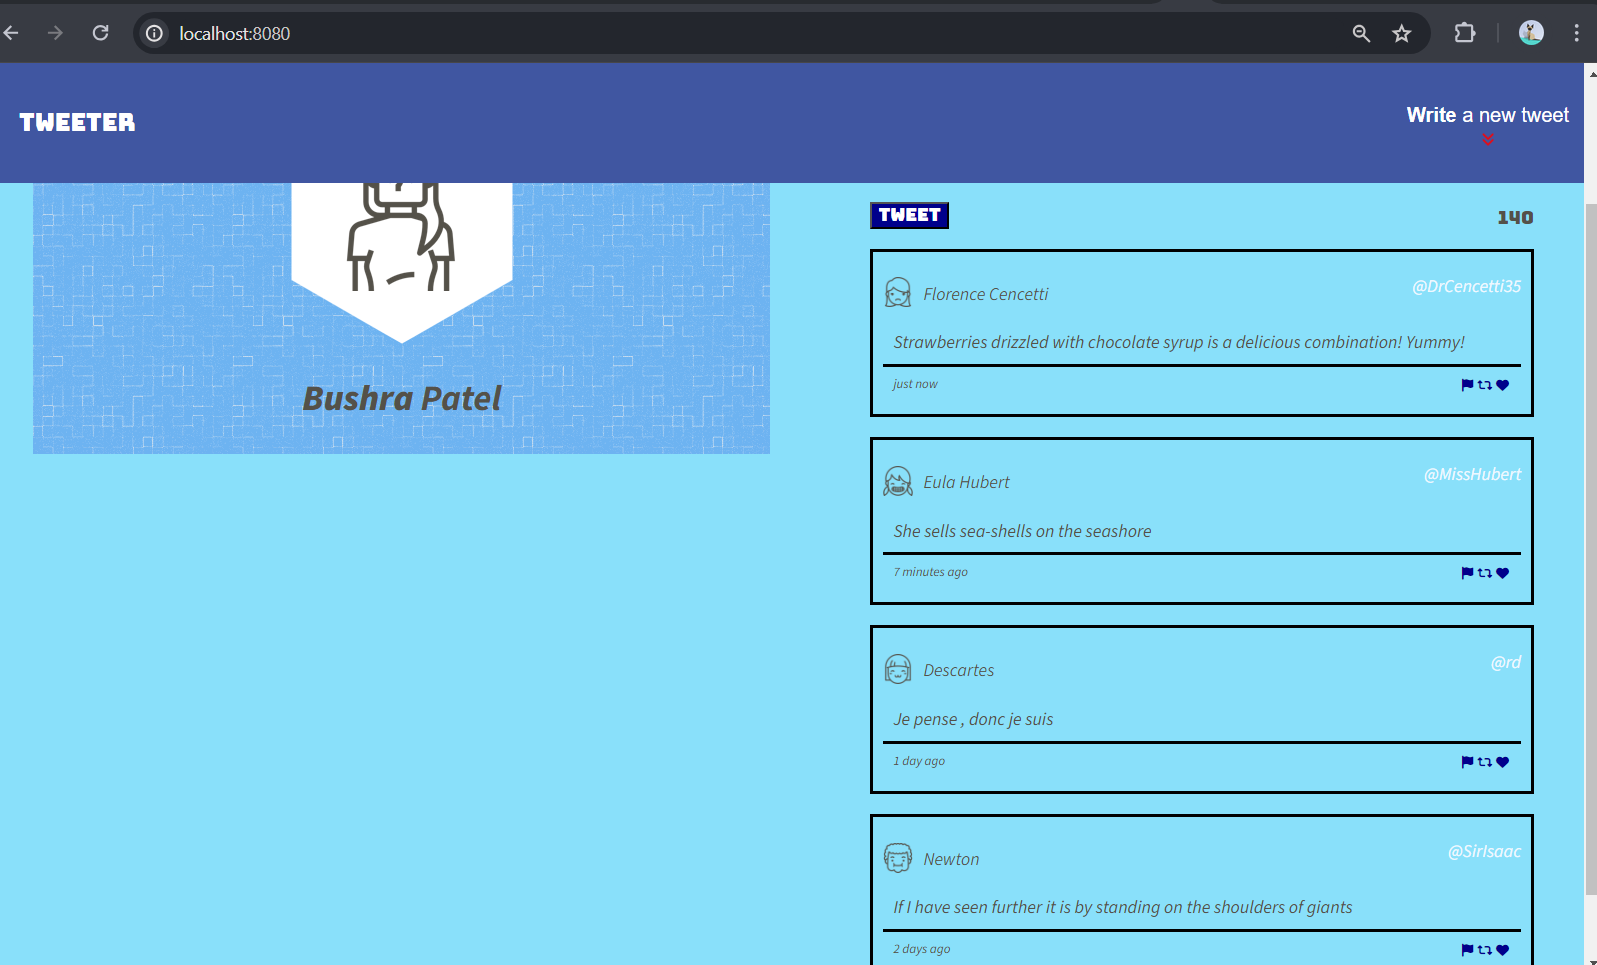 localhost:8080
TWEETER
Write a new tweet
TWEET
140
Bushra Patel
Florence Cencetti
@DrCencetti35
Strawberries drizzled with chocolate syrup is a delicious combination! Yummy!
just now
Eula Hubert
@MissHubert
She sells sea-shells on the seashore
7 minutes ago
Descartes
@rd
Je pense , donc je suis
1 day ago
Newton
@SirIsaac
If I have seen further it is by standing on the shoulders of giants
2 days ago